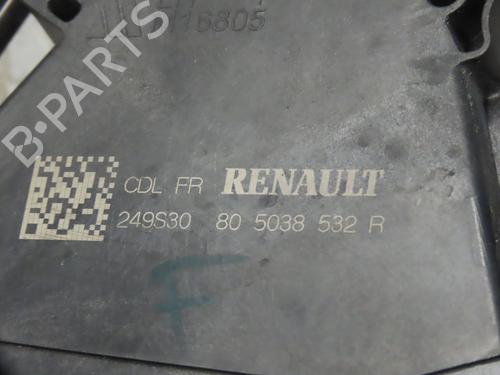 6805
CDL FR RENAULT
249S30 80 5038 532 R
F
B-PARTS